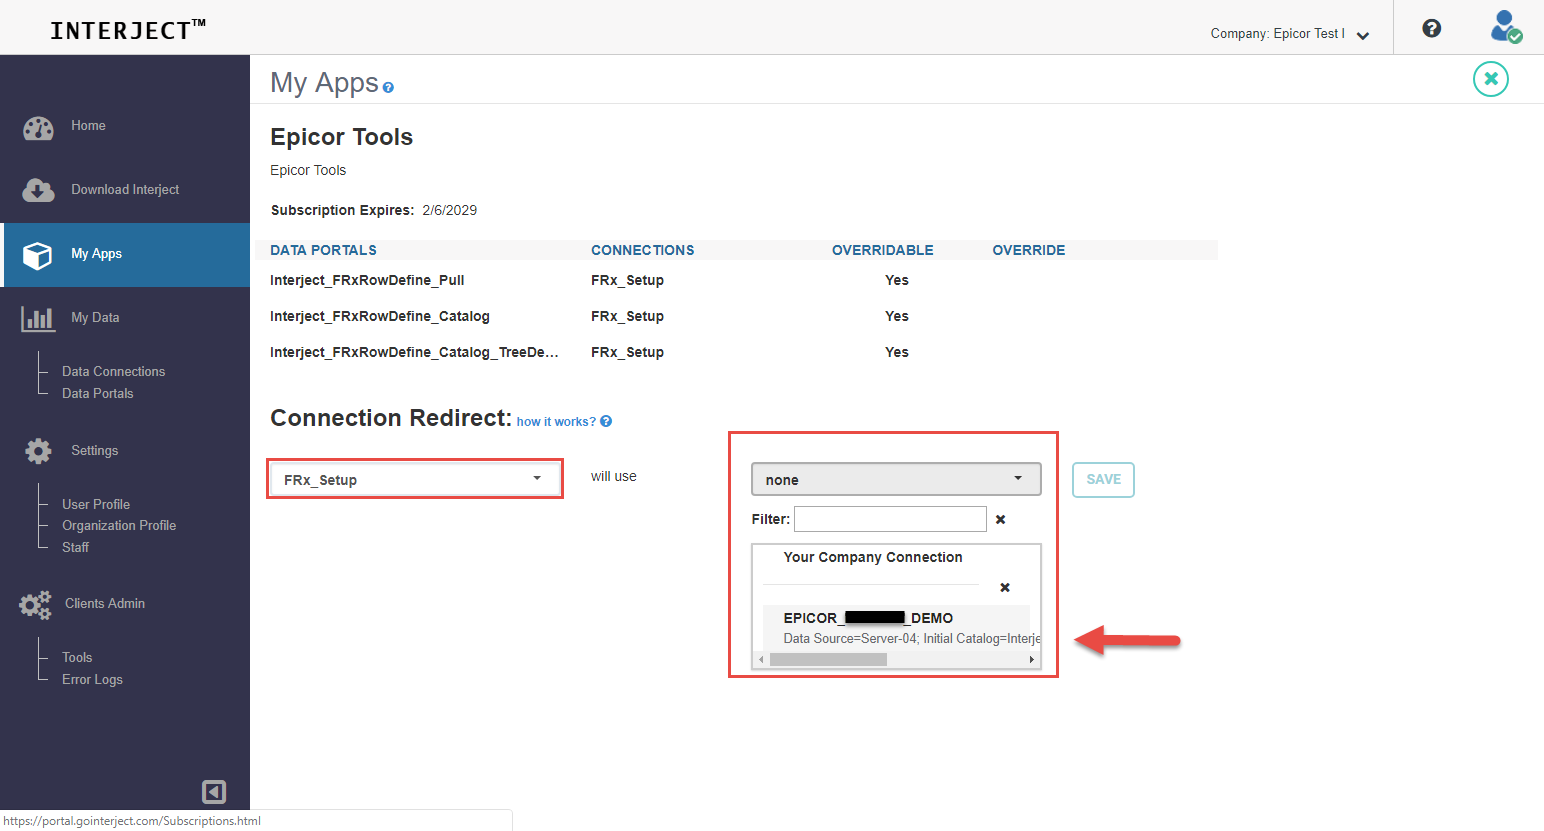 INTERJECT™
Company: Epicor Test I
Home
Download Interject
My Apps
My Data
Data Connections
Data Portals
Settings
User Profile
Organization Profile
Staff
Clients Admin
Tools
Error Logs
My Apps
Epicor Tools
Epicor Tools
Subscription Expires: 2/6/2029
DATA PORTALS CONNECTIONS OVERRIDABLE OVERRIDE
Interject_FRxRowDefine_Pull FRx_Setup Yes
Interject_FRxRowDefine_Catalog FRx_Setup Yes
Interject_FRxRowDefine_Catalog_TreeDe... FRx_Setup Yes
Connection Redirect: how it works?
FRx_Setup will use none SAVE
Filter:
Your Company Connection
EPICOR_ _DEMO
Data Source=Server-04; Initial Catalog=Interje
https://portal.gointerject.com/Subscriptions.html